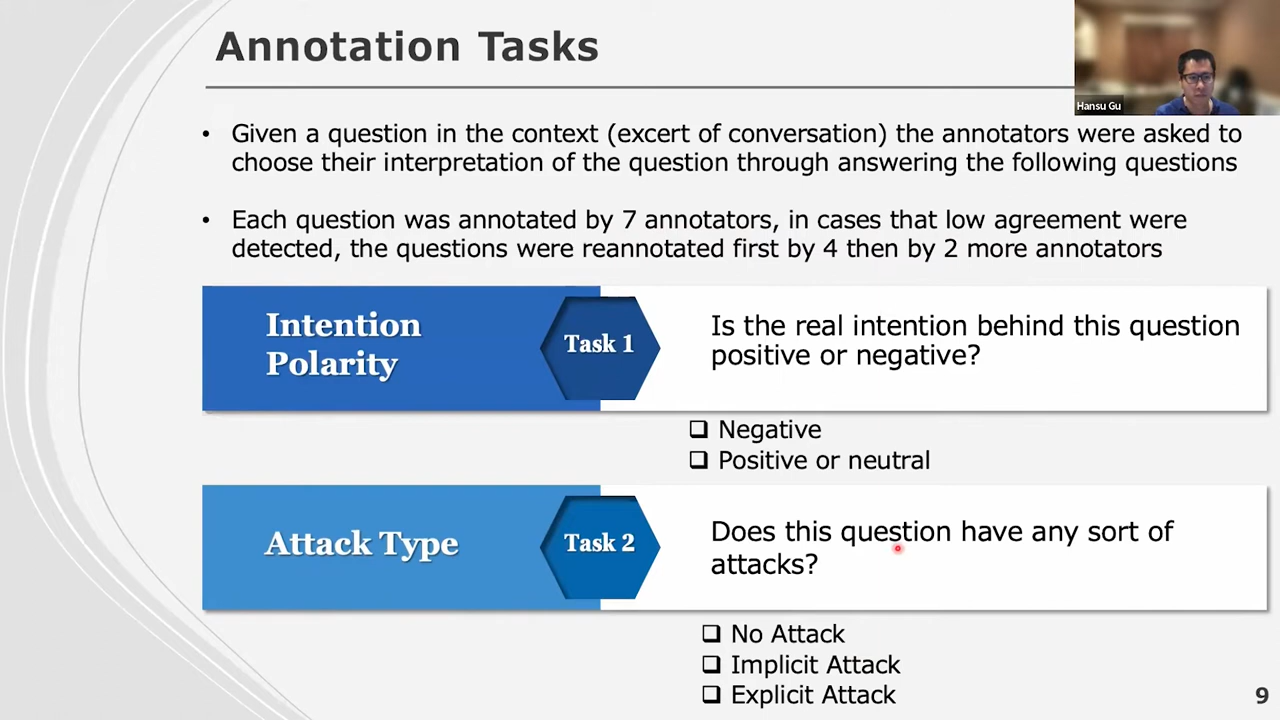 Annotation Tasks
Hansu Gu
• Given a question in the context (excert of conversation) the annotators were asked to
choose their interpretation of the question through answering the following questions
• Each question was annotated by 7 annotators, in cases that low agreement were
detected, the questions were reannotated first by 4 then by 2 more annotators
Intention
Polarity
Task 1
Is the real intention behind this question
positive or negative?
❑ Negative
❑ Positive or neutral
Attack Type
Task 2
Does this question have any sort of
attacks?
❑ No Attack
❑ Implicit Attack
❑ Explicit Attack
9